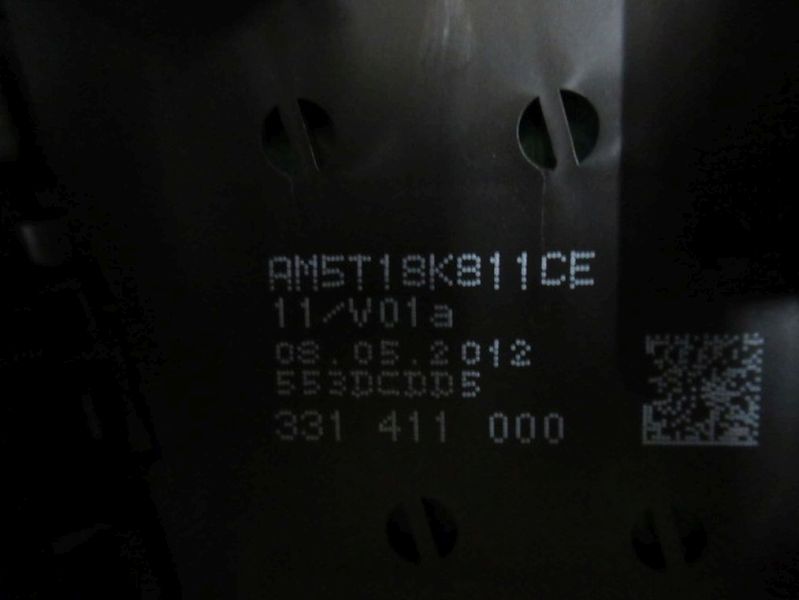 AM5T18K811CE
11/V01a
08.05.2012
553DCDD5
331 411 000